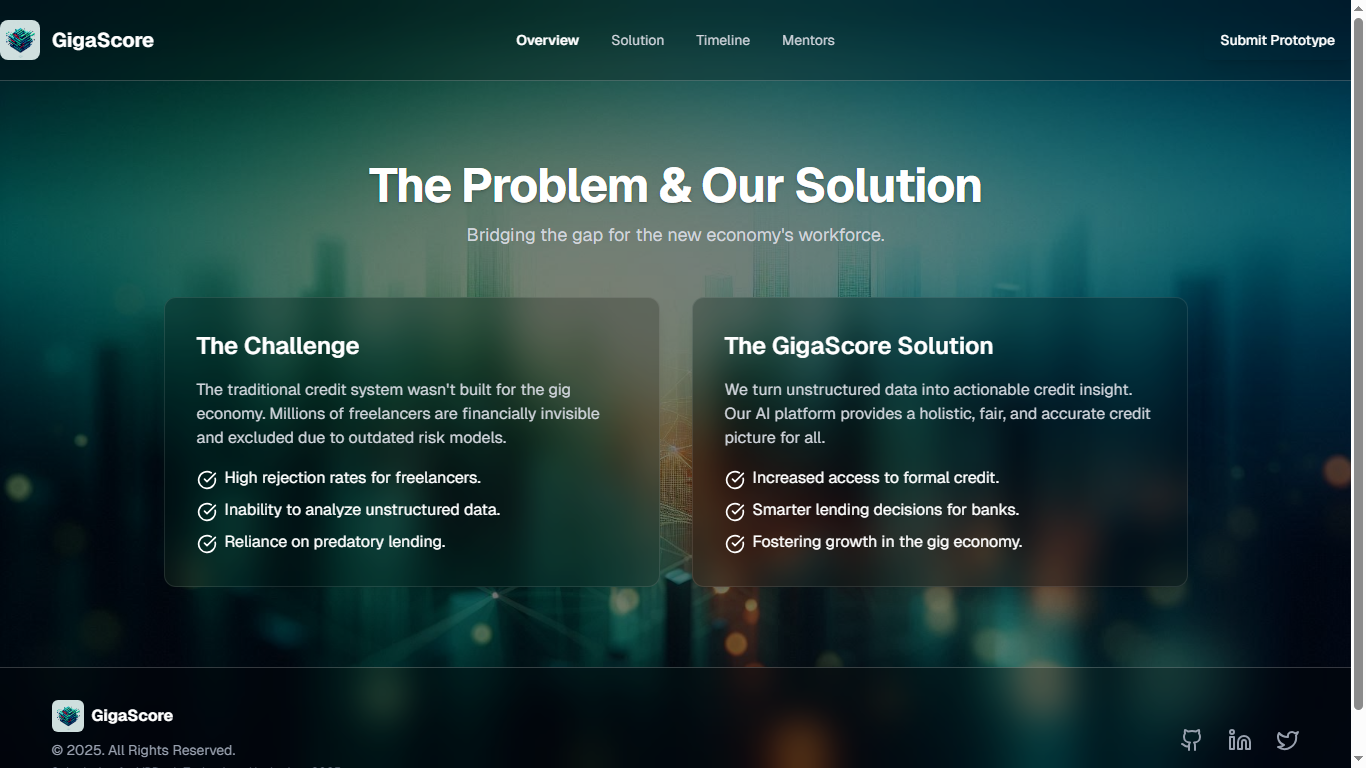 GigaScore
Overview
Solution
Timeline
Mentors
Submit Prototype
The Problem & Our Solution
Bridging the gap for the new economy's workforce.
The Challenge
The traditional credit system wasn't built for the gig
economy. Millions of freelancers are financially invisible
and excluded due to outdated risk models.
High rejection rates for freelancers.
Inability to analyze unstructured data.
Reliance on predatory lending.
The GigaScore Solution
We turn unstructured data into actionable credit insight.
Our AI platform provides a holistic, fair, and accurate credit
picture for all.
Increased access to formal credit.
Smarter lending decisions for banks.
Fostering growth in the gig economy.
GigaScore
© 2025. All Rights Reserved.